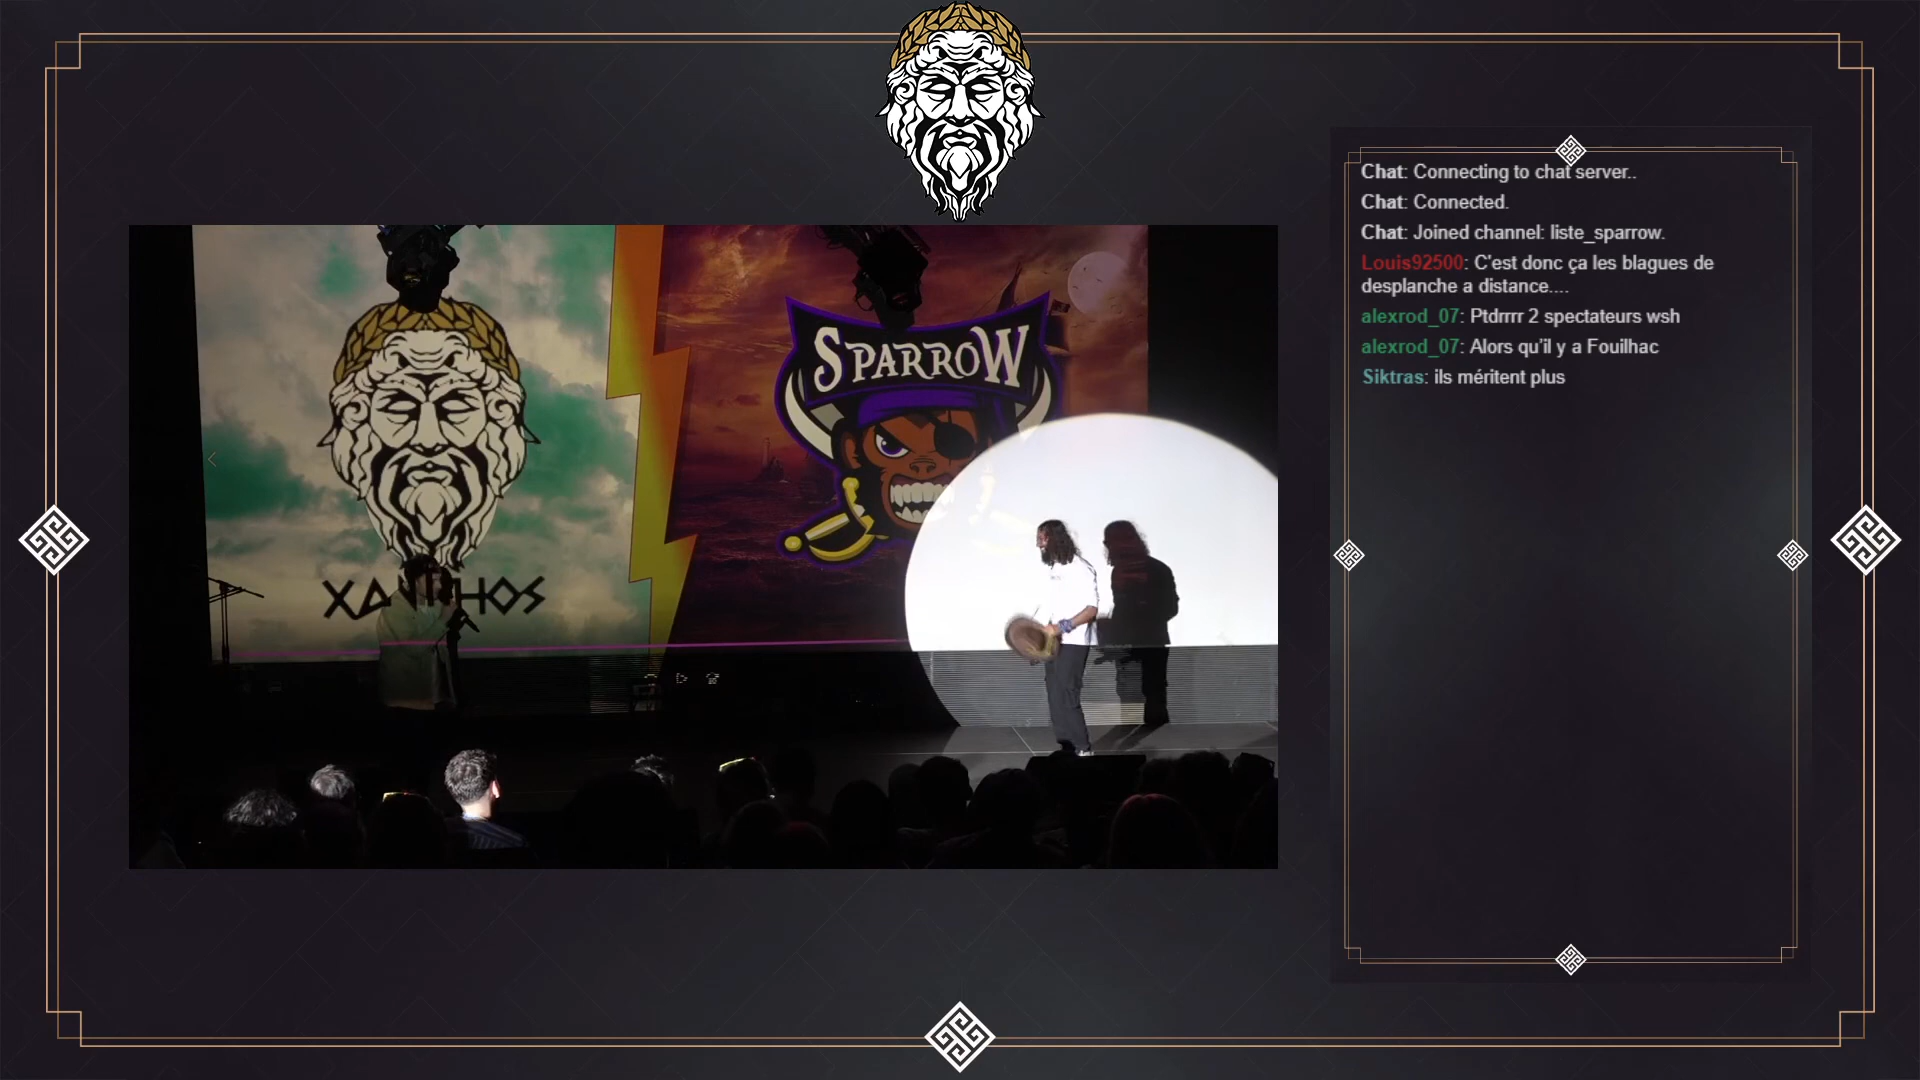 SPARROW
XANTHOS
Chat: Connecting to chat server..
Chat: Connected.
Chat: Joined channel: liste_sparrow.
Louis92500: C'est donc ça les blagues de
desplanche a distance....
alexrod_07: Ptdrrrr 2 spectateurs wsh
alexrod_07: Alors qu'il y a Fouilhac
Siktras: ils méritent plus